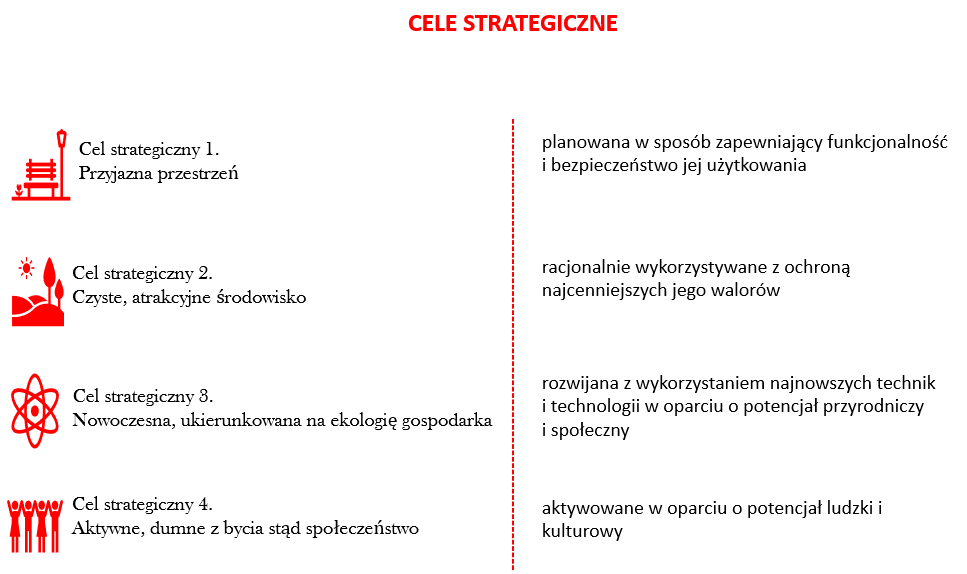 CELE STRATEGICZNE
Cel strategiczny 1.
Przyjazna przestrzeń
planowana w sposób zapewniający funkcjonalność
i bezpieczeństwo jej użytkowania
Cel strategiczny 2.
Czyste, atrakcyjne środowisko
racjonalnie wykorzystywane z ochroną
najcenniejszych jego walorów
Cel strategiczny 3.
Nowoczesna, ukierunkowana na ekologię gospodarka
rozwijana z wykorzystaniem najnowszych technik
i technologii w oparciu o potencjał przyrodniczy
i społeczny
Cel strategiczny 4.
Aktywne, dumne z bycia stąd społeczeństwo
aktywowane w oparciu o potencjał ludzki i
kulturowy